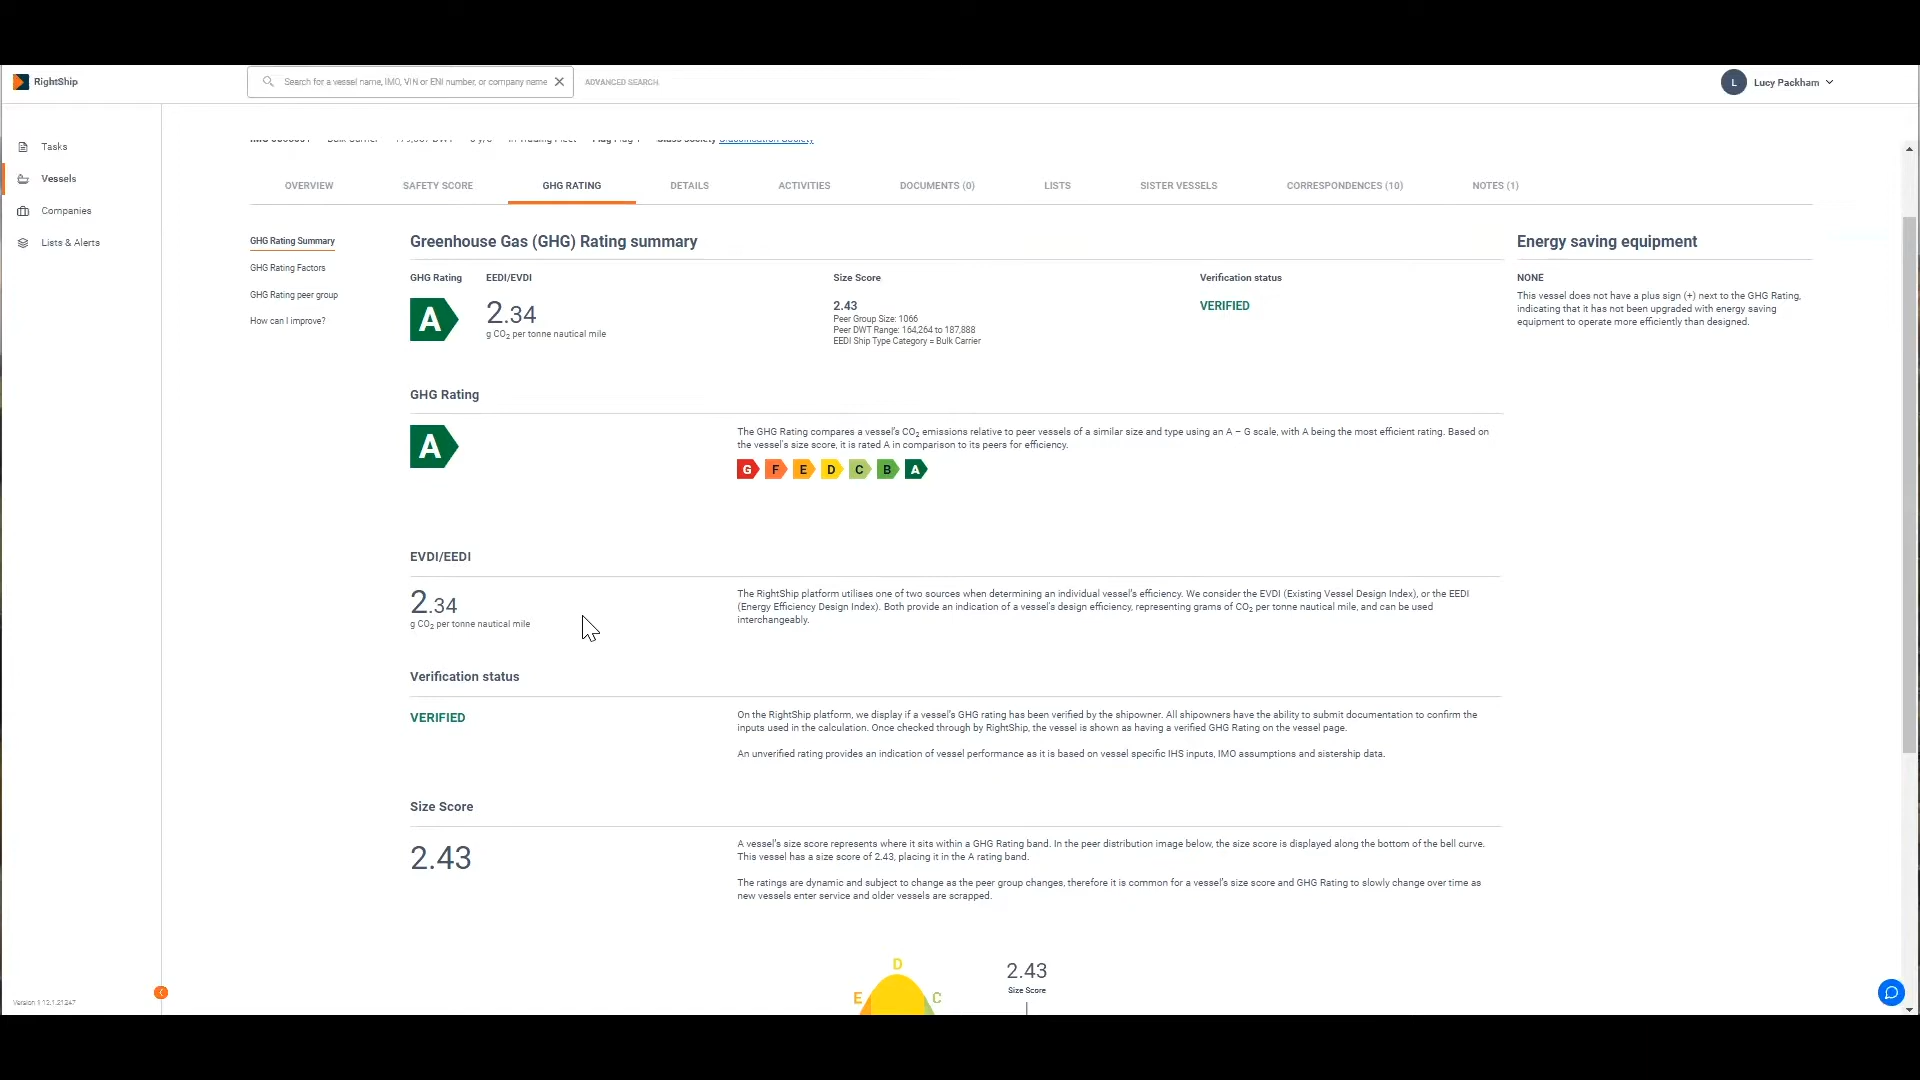 RightShip
Search for a vessel name, IMO, VIN or ENI number, or company name
ADVANCED SEARCH
L
Lucy Packham
Tasks
Vessels
Companies
Lists & Alerts
OVERVIEW
SAFETY SCORE
GHG RATING
DETAILS
ACTIVITIES
DOCUMENTS (0)
LISTS
SISTER VESSELS
CORRESPONDENCES (10)
NOTES (1)
GHG Rating Summary
GHG Rating Factors
GHG Rating peer group
How can I improve?
Greenhouse Gas (GHG) Rating summary
GHG Rating
EEDI/EVDI
Size Score
Verification status
A
2.34
g CO2 per tonne nautical mile
2.43
Peer Group Size: 1066
Peer DWT Range: 164,264 to 187,888
EEDI Ship Type Category = Bulk Carrier
VERIFIED
Energy saving equipment
NONE
This vessel does not have a plus sign (+) next to the GHG Rating,
indicating that it has not been upgraded with energy saving
equipment to operate more efficiently than designed.
GHG Rating
A
The GHG Rating compares a vessel's CO2 emissions relative to peer vessels of a similar size and type using an A – G scale, with A being the most efficient rating. Based on
the vessel's size score, it is rated A in comparison to its peers for efficiency.
G F E D C B A
EVDI/EEDI
2.34
g CO2 per tonne nautical mile
The RightShip platform utilises one of two sources when determining an individual vessel's efficiency. We consider the EVDI (Existing Vessel Design Index), or the EEDI
(Energy Efficiency Design Index). Both provide an indication of a vessel's design efficiency, representing grams of CO2 per tonne nautical mile, and can be used
interchangeably.
Verification status
VERIFIED
On the RightShip platform, we display if a vessel's GHG rating has been verified by the shipowner. All shipowners have the ability to submit documentation to confirm the
inputs used in the calculation. Once checked through by RightShip, the vessel is shown as having a verified GHG Rating on the vessel page.
An unverified rating provides an indication of vessel performance as it is based on vessel specific IHS inputs, IMO assumptions and sistership data.
Size Score
2.43
A vessel's size score represents where it sits within a GHG Rating band. In the peer distribution image below, the size score is displayed along the bottom of the bell curve.
This vessel has a size score of 2.43, placing it in the A rating band.
The ratings are dynamic and subject to change as the peer group changes, therefore it is common for a vessel's size score and GHG Rating to slowly change over time as
new vessels enter service and older vessels are scrapped.
D
E
C
2.43
Size Score